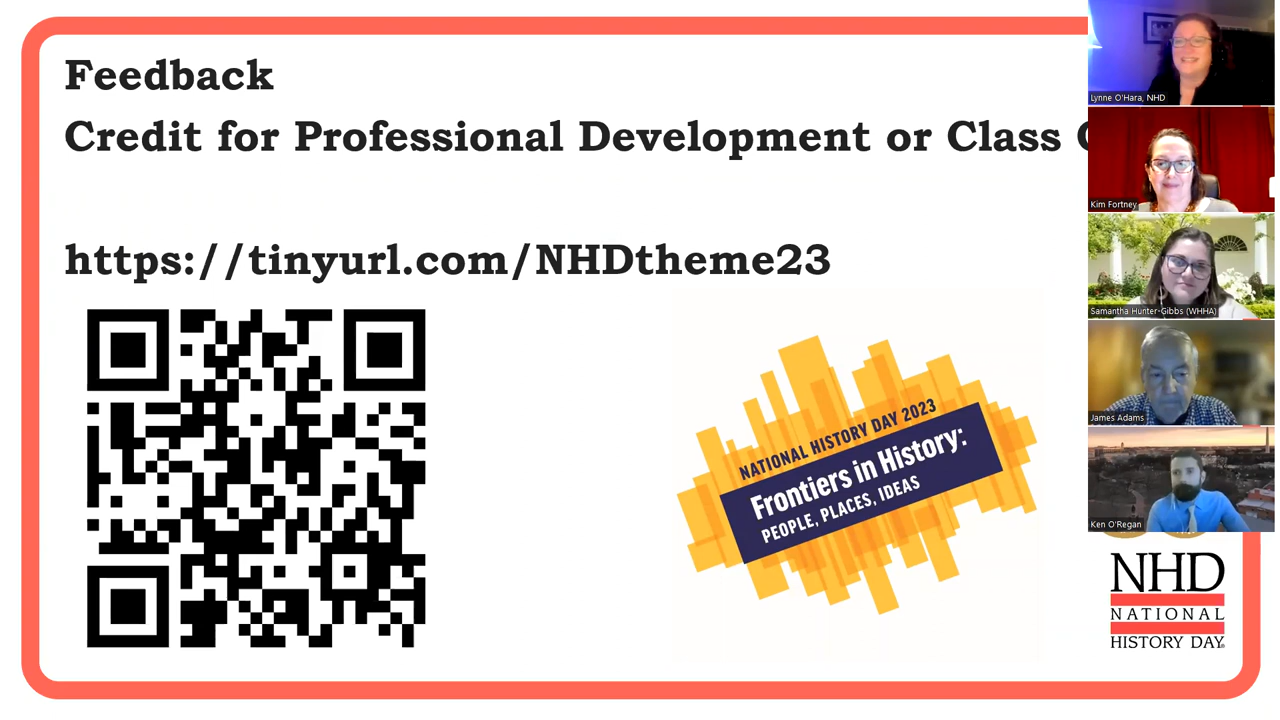 Feedback
Credit for Professional Development or Class
https://tinyurl.com/NHDtheme23
NATIONAL HISTORY DAY 2023
Frontiers in History:
PEOPLE, PLACES, IDEAS
Lynne O'Hara, NHD
Kim Fortney
Samantha Hunter-Gibbs (WHHA)
James Adams
Ken O'Regan
NHD
NATIONAL
HISTORY DAY®